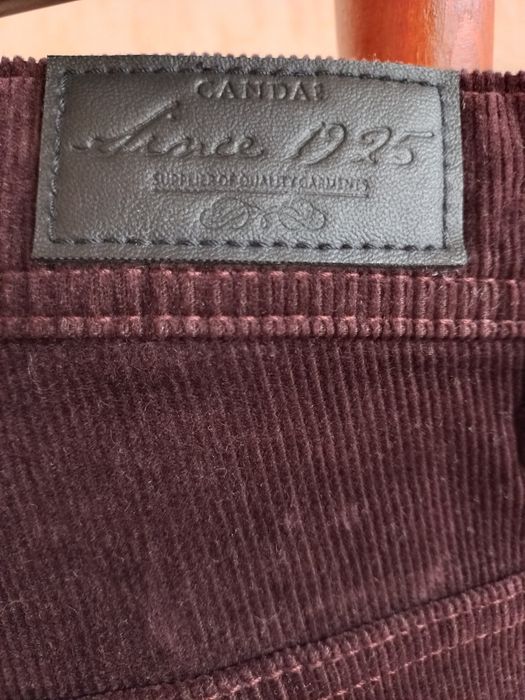 CANDA:
Since 1925
SUPPLIER OF QUALITY GARMENTS